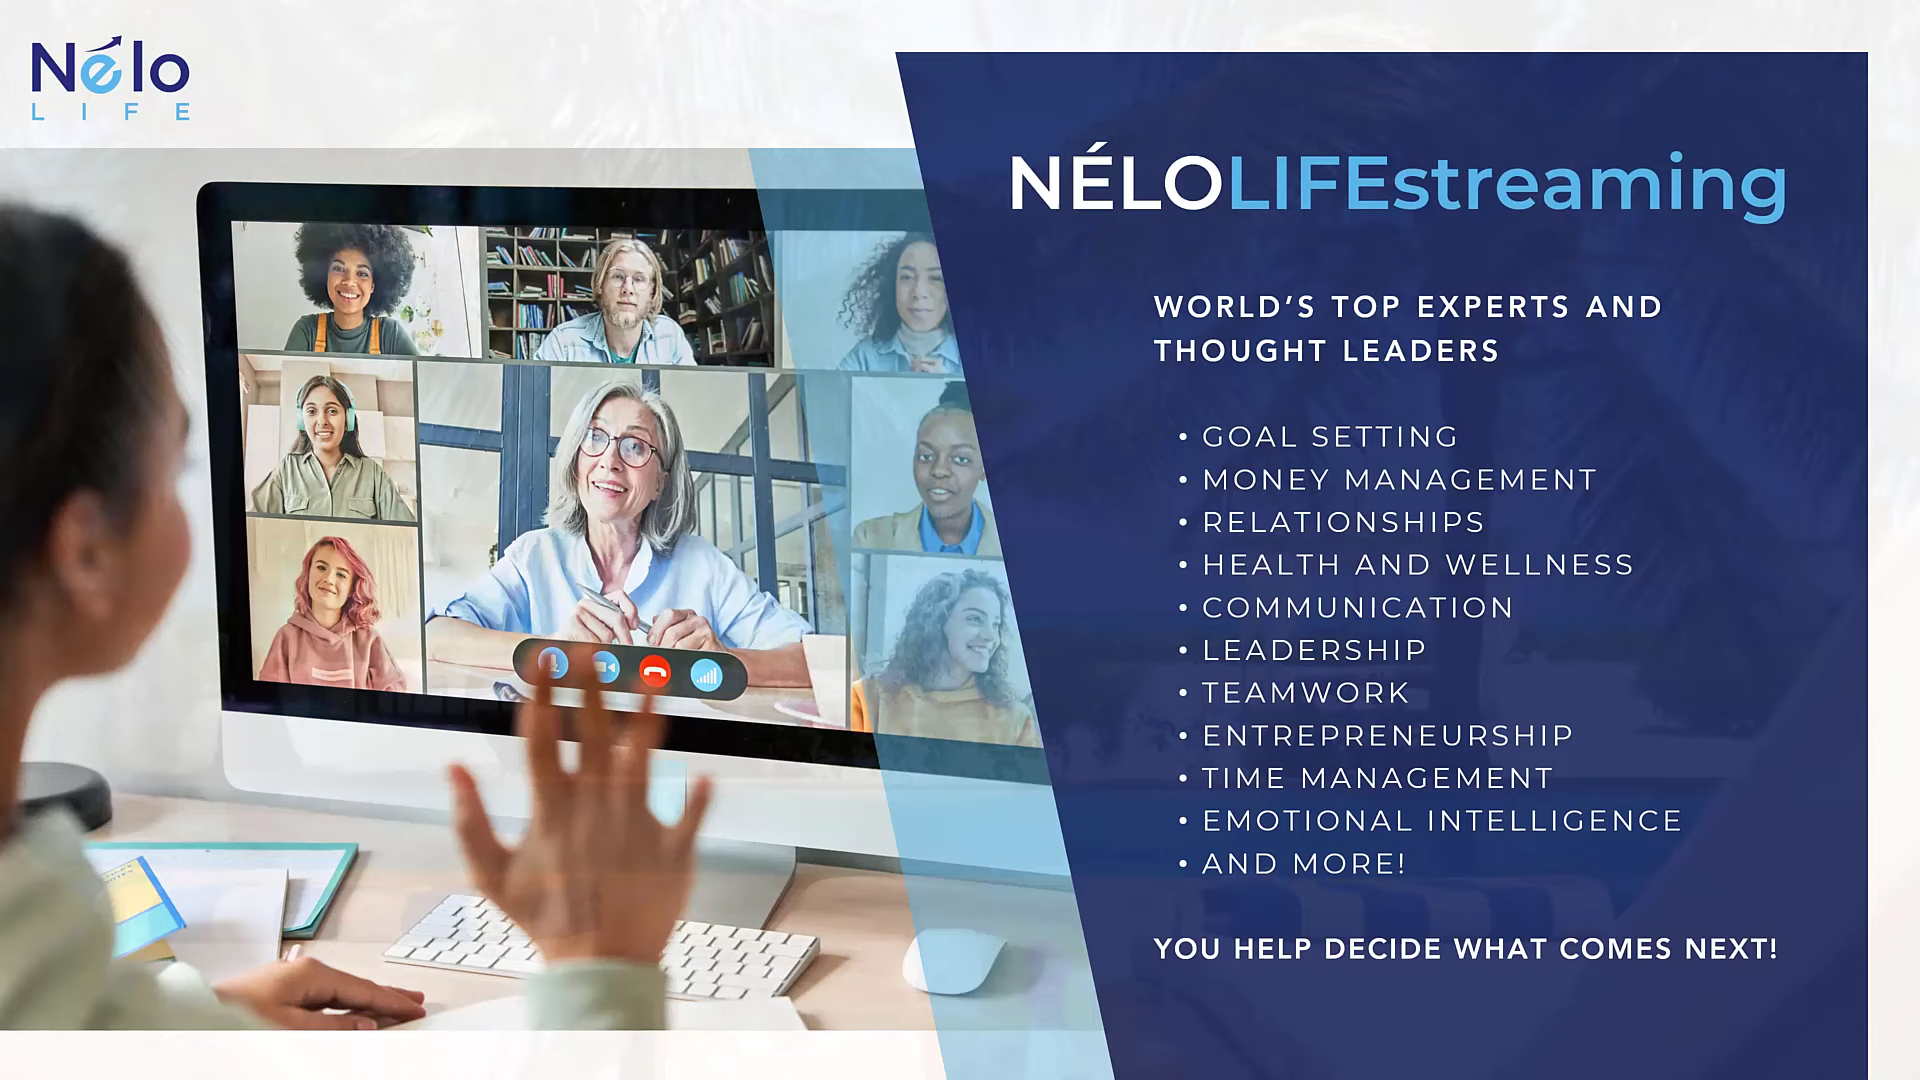 Nélo
LIFE
NÉLOLIFEstreaming
WORLD’S TOP EXPERTS AND
THOUGHT LEADERS
• GOAL SETTING
• MONEY MANAGEMENT
• RELATIONSHIPS
• HEALTH AND WELLNESS
• COMMUNICATION
• LEADERSHIP
• TEAMWORK
• ENTREPRENEURSHIP
• TIME MANAGEMENT
• EMOTIONAL INTELLIGENCE
• AND MORE!
YOU HELP DECIDE WHAT COMES NEXT!